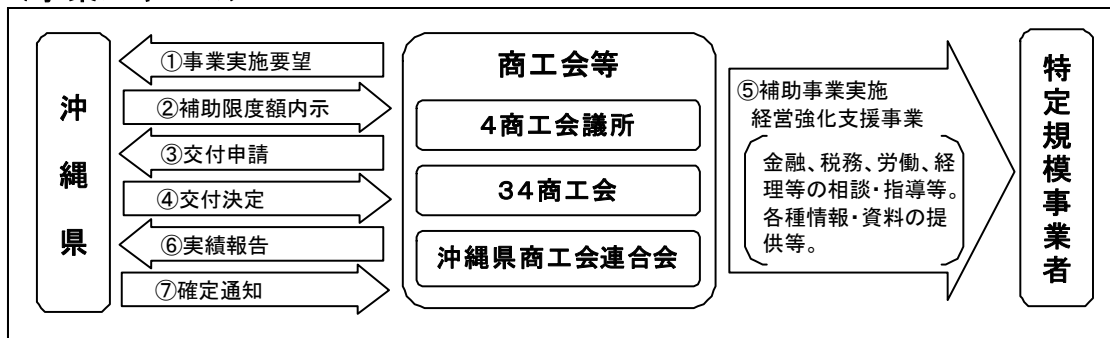 沖縄県
①事業実施要望
②補助限度額内示
③交付申請
④交付決定
⑥実績報告
⑦確定通知
商工会等
4商工会議所
34商工会
沖縄県商工会連合会
⑤補助事業実施
経営強化支援事業
金融、税務、労働、経
理等の相談・指導等。
各種情報・資料の提
供等。
特定規模事業者